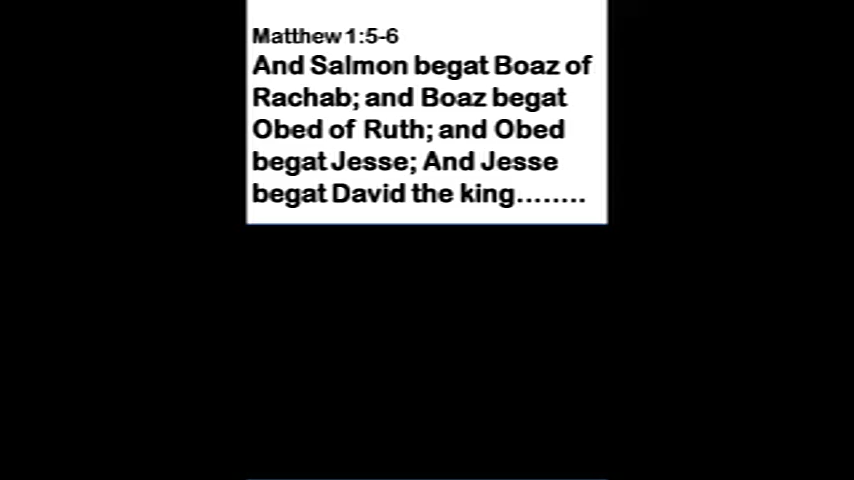 Matthew 1:5-6
And Salmon begat Boaz of
Rachab; and Boaz begat
Obed of Ruth; and Obed
begat Jesse; And Jesse
begat David the king........